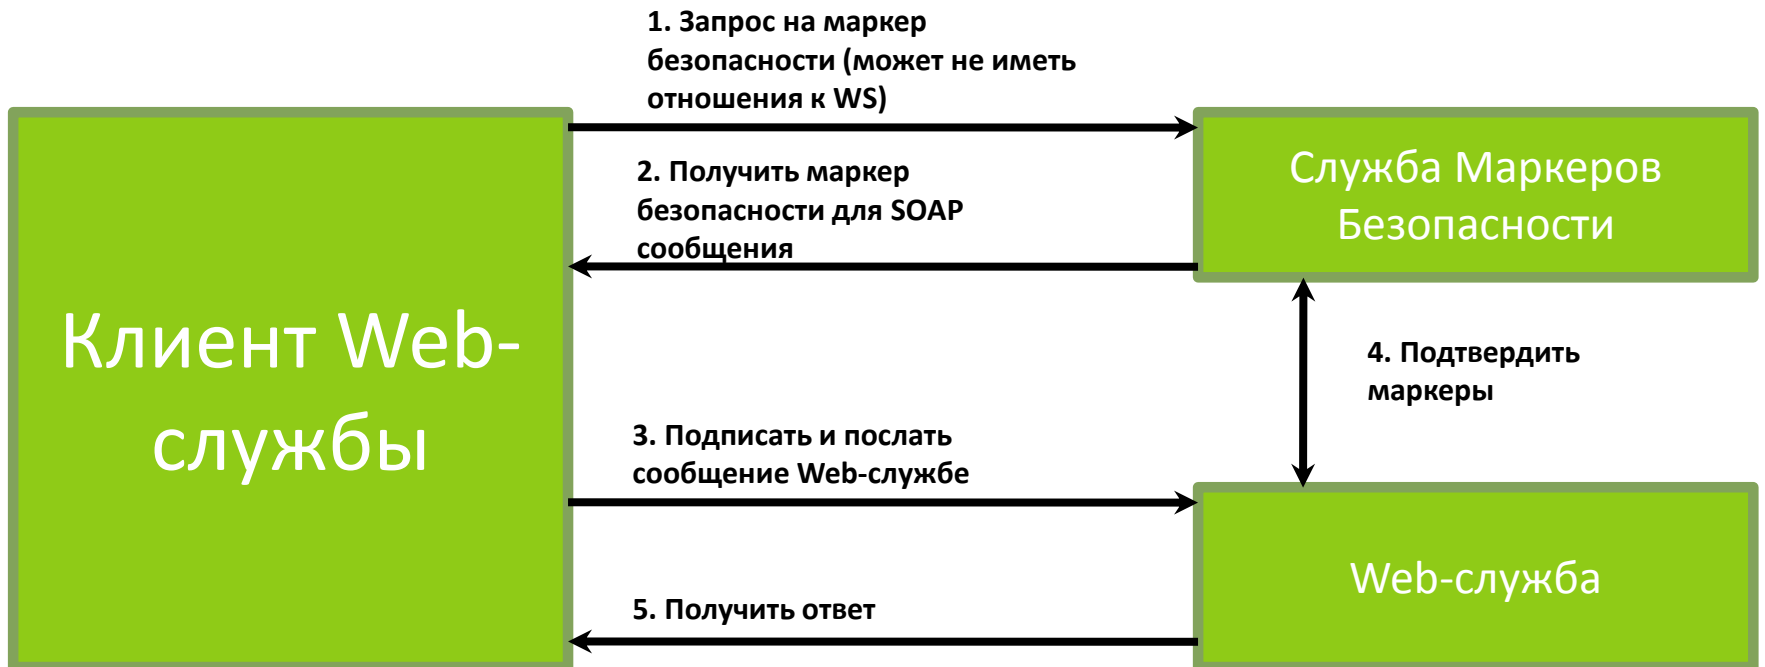 1. Запрос на маркер
безопасности (может не иметь
отношения к WS)
2. Получить маркер
безопасности для SOAP
сообщения
Служба Маркеров
Безопасности
Клиент Web-
службы
4. Подтвердить
маркеры
3. Подписать и послать
сообщение Web-службе
Web-служба
5. Получить ответ